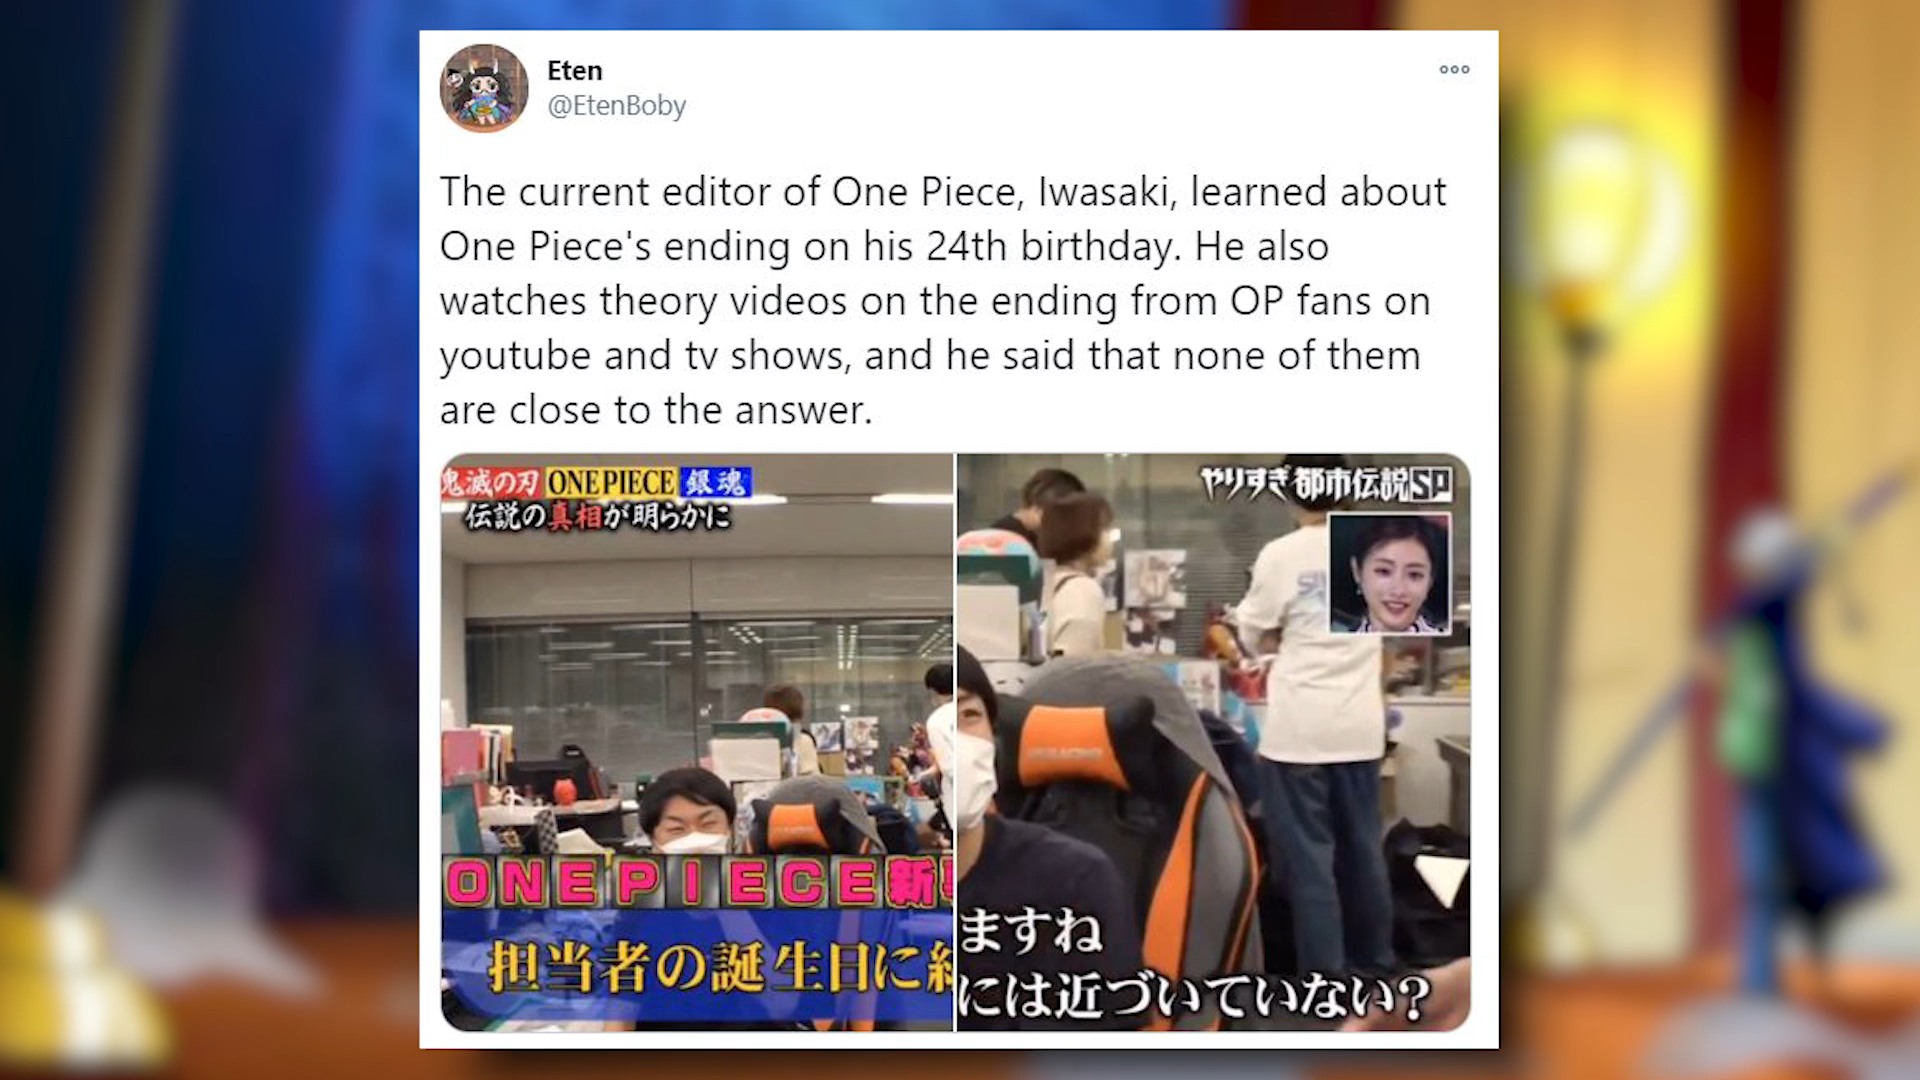 Eten
@EtenBoby
The current editor of One Piece, Iwasaki, learned about
One Piece's ending on his 24th birthday. He also
watches theory videos on the ending from OP fans on
youtube and tv shows, and he said that none of them
are close to the answer.
鬼滅の刃 ONE PIECE 銀魂
伝説の真相が明らかに
ONE PIECE新
担当者の誕生日に
やりすぎ都市伝説SP
ますね
には近づいていない?